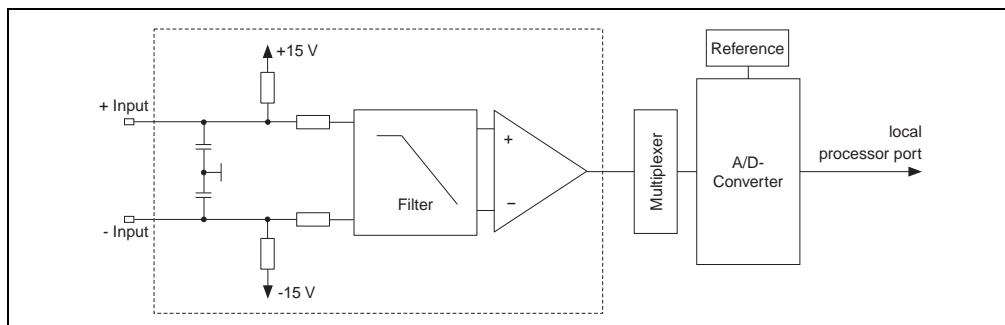 +15 V
Reference
+ Input
Multiplexer
A/D-
Converter
local
processor port
+
Filter
−
- Input
-15 V